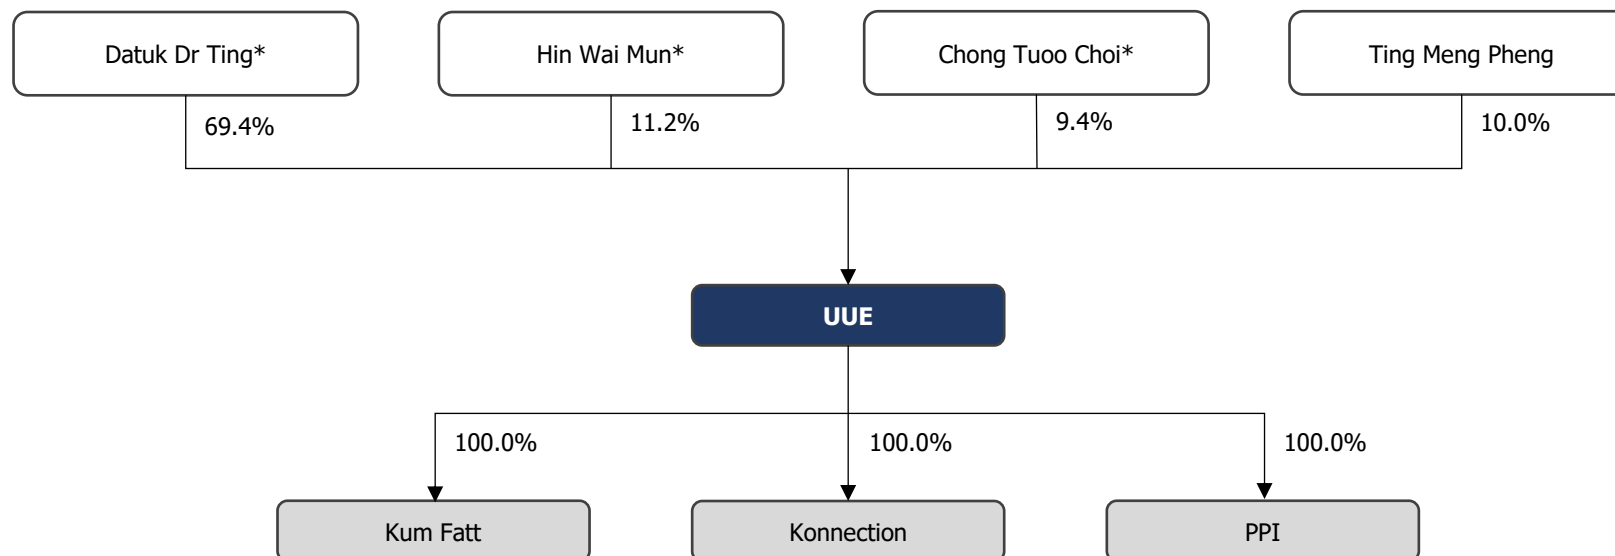 Datuk Dr Ting*
Hin Wai Mun*
Chong Tuoo Choi*
Ting Meng Pheng
69.4%
11.2%
9.4%
10.0%
UUE
100.0%
100.0%
100.0%
Kum Fatt
Konnection
PPI